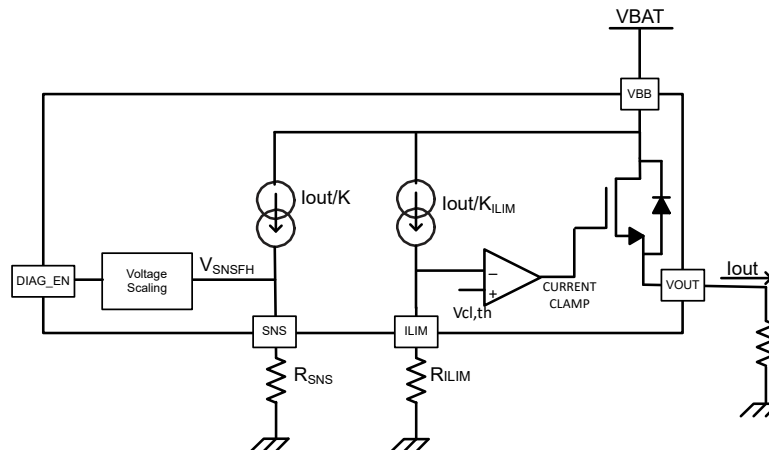 VBAT
VBB
Iout/K
Iout/KILIM
DIAG_EN
Voltage
Scaling
VSNSFH
Vcl,th
CURRENT
CLAMP
Iout
VOUT
SNS
ILIM
RSNS
RILIM